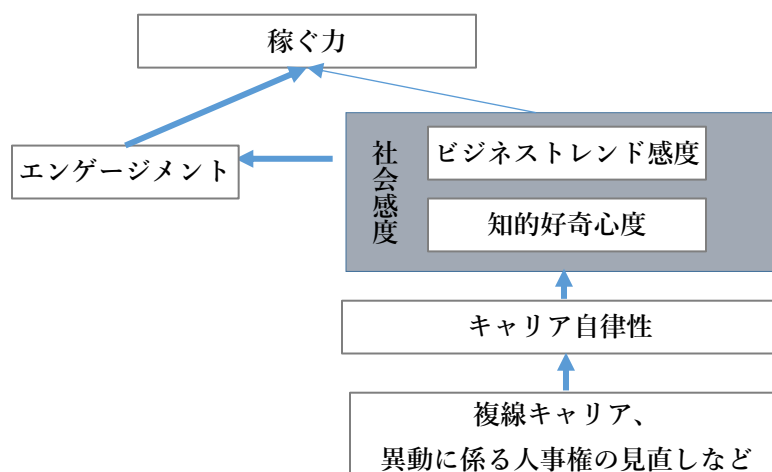 稼ぐ力
社会感度
ビジネストレンド感度
エンゲージメント
知的好奇心度
キャリア自律性
複線キャリア、
異動に係る人事権の見直しなど